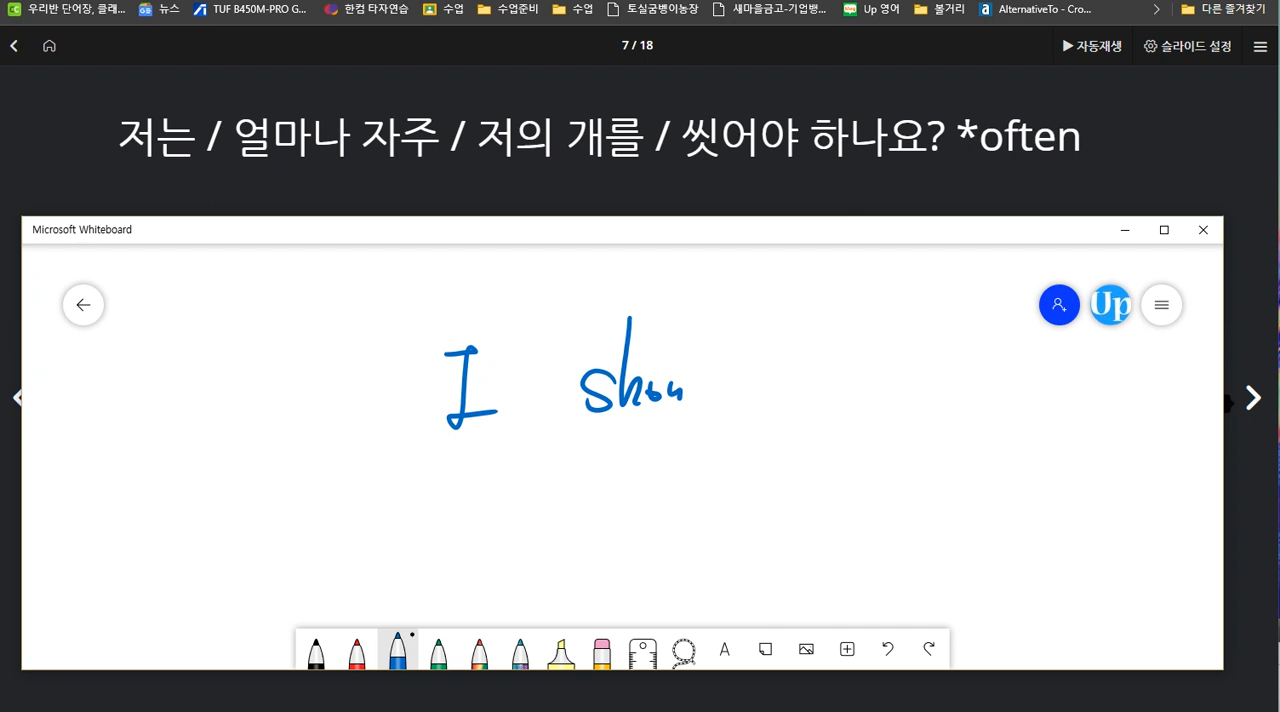 우리반 단어장, 클래... 뉴스 TUF B450M-PRO G... 한컴 타자연습 수업 수업준비 수업 토실굼벵이농장 새마을금고-기업뱅... Up 영어 볼거리 AlternativeTo - Cro... 다른 즐겨찾기
7 / 18 자동재생 슬라이드 설정
저는 / 얼마나 자주 / 저의 개를 / 씻어야 하나요? *often
Microsoft Whiteboard
Up
I shou
A